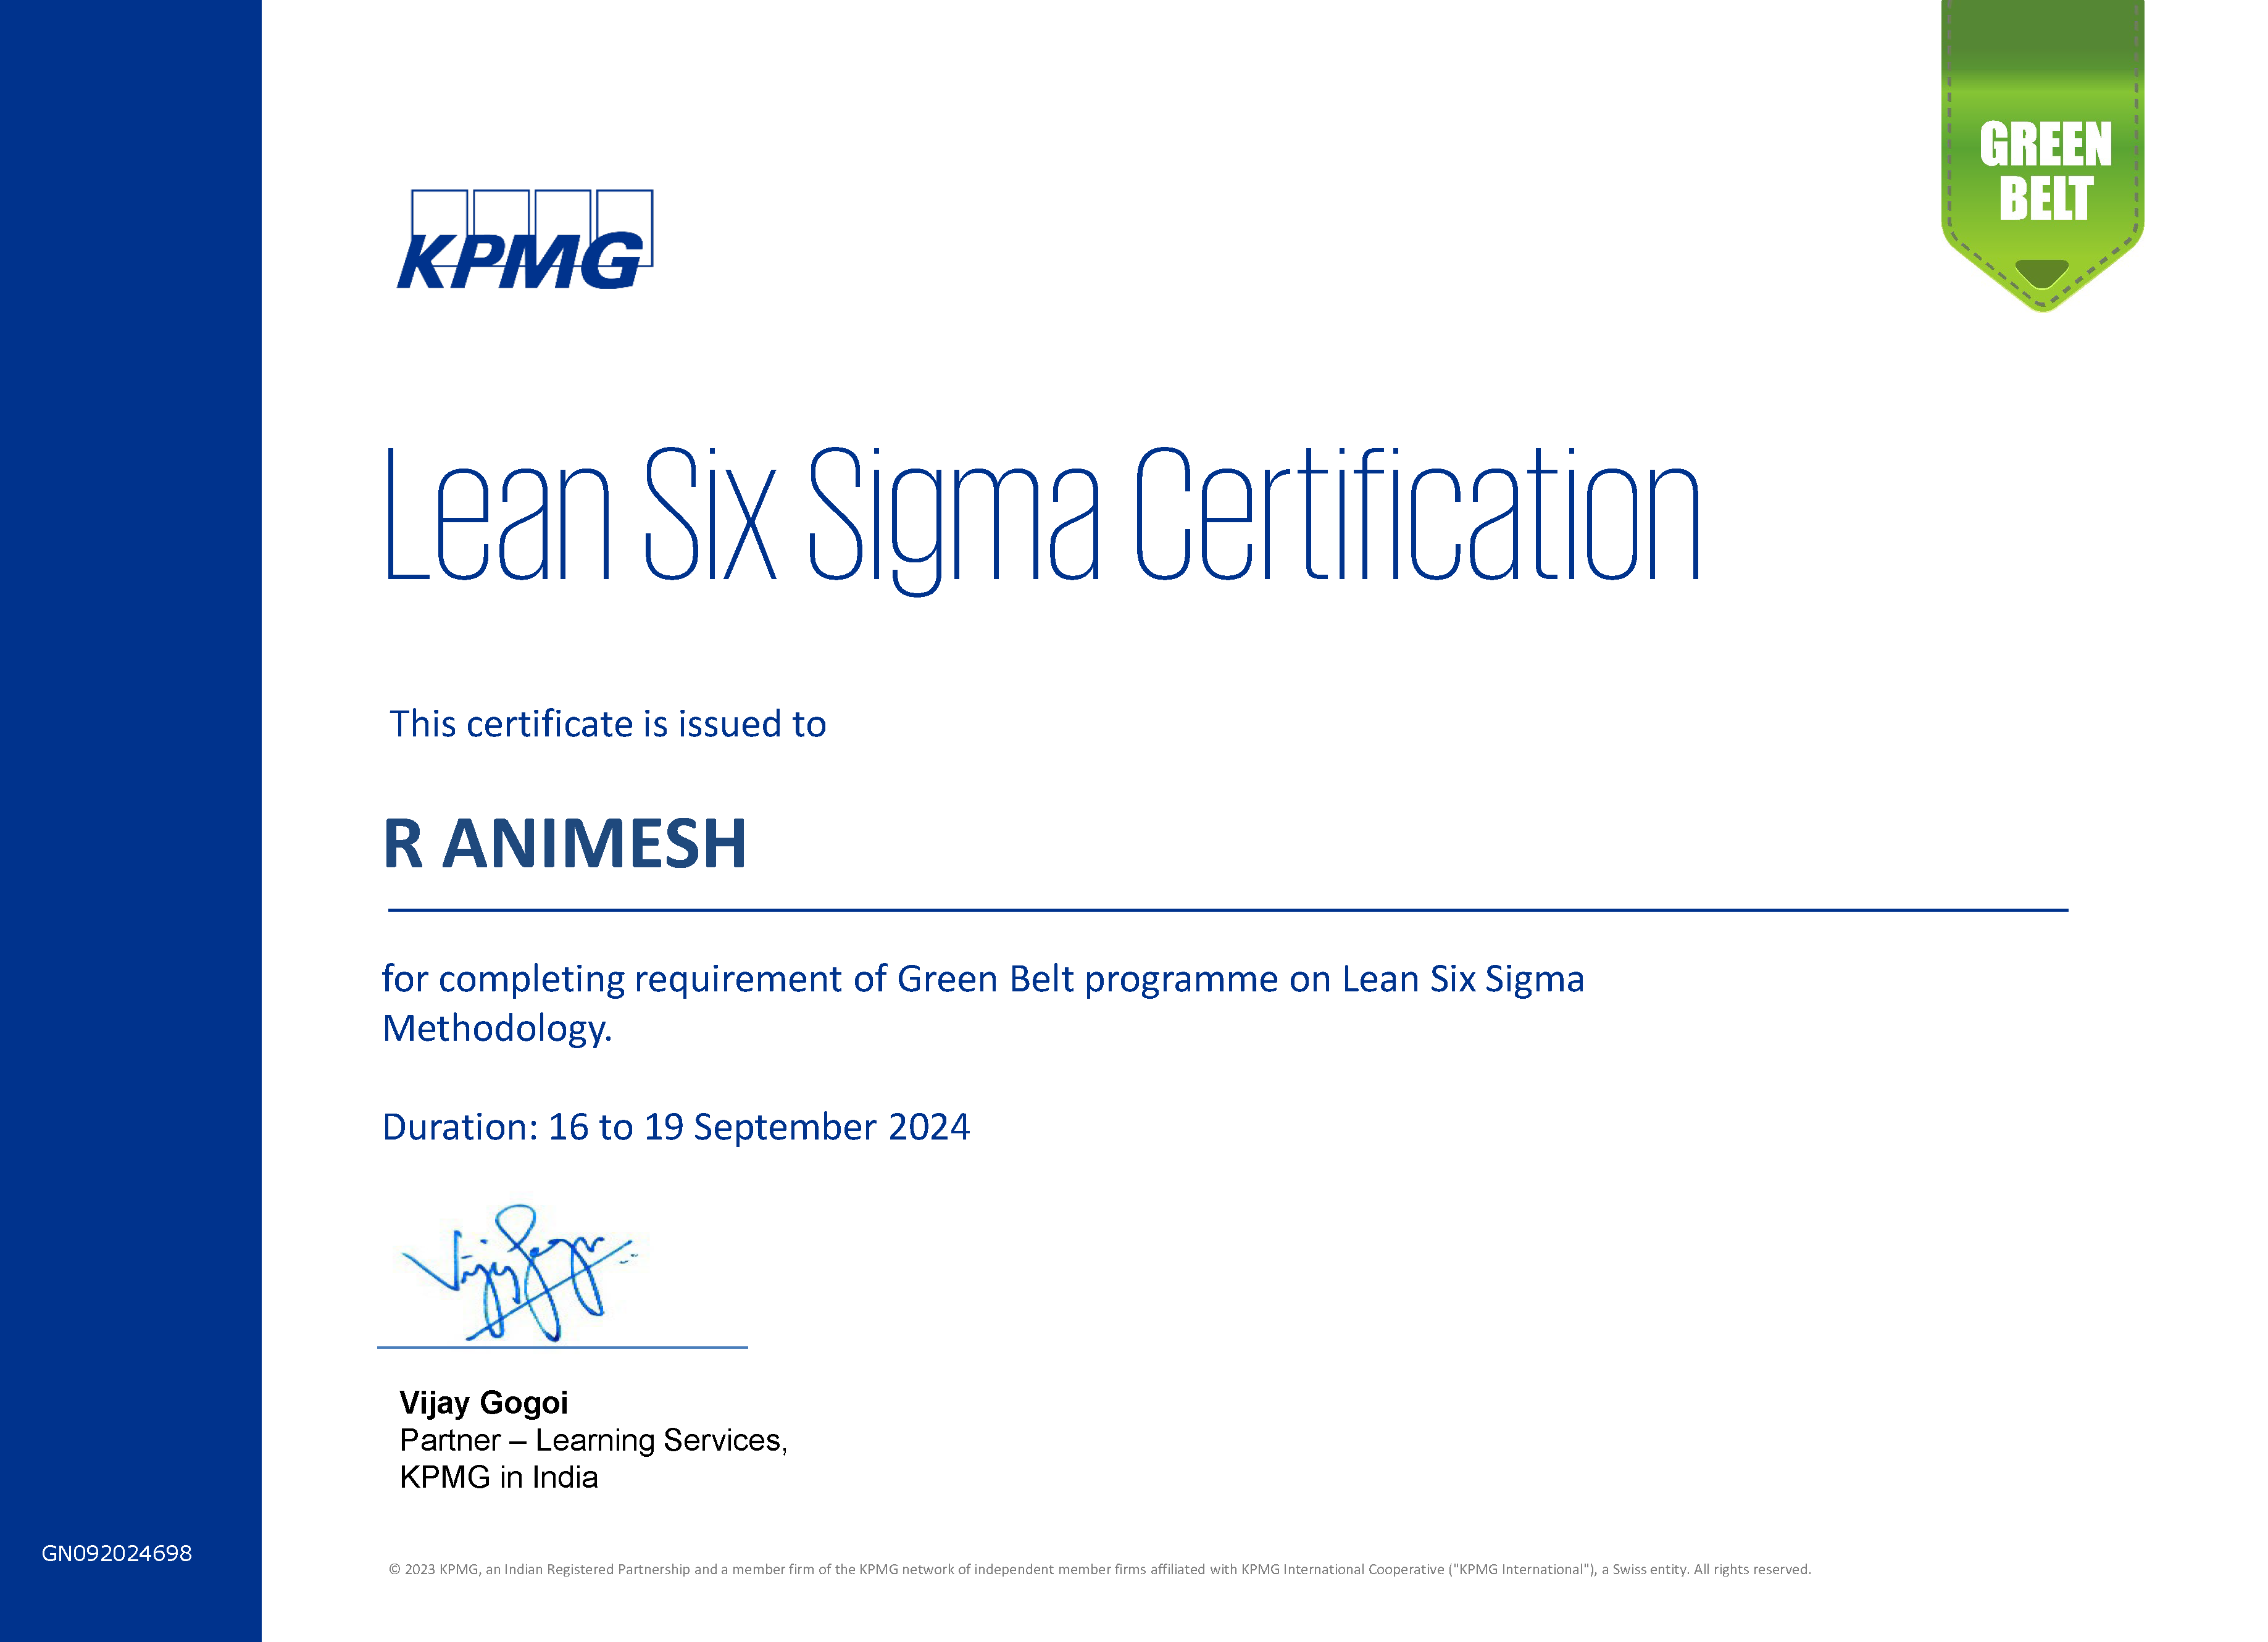 GREEN
BELT
KPMG
Lean Six Sigma Certification
This certificate is issued to
R ANIMESH
for completing requirement of Green Belt programme on Lean Six Sigma
Methodology.
Duration: 16 to 19 September 2024
Vijay Gogoi
Partner – Learning Services,
KPMG in India
GN092024698
© 2023 KPMG, an Indian Registered Partnership and a member firm of the KPMG network of independent member firms affiliated with KPMG International Cooperative ("KPMG International"), a Swiss entity. All rights reserved.